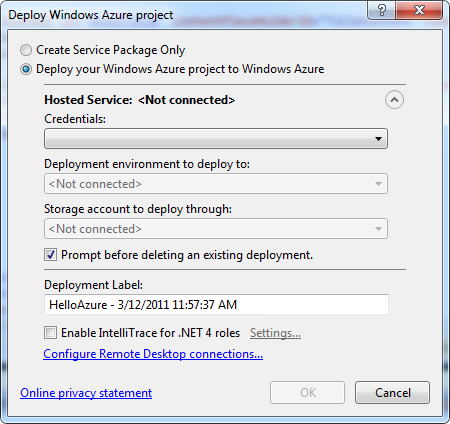 Deploy Windows Azure project
Create Service Package Only
Deploy your Windows Azure project to Windows Azure
Hosted Service: <Not connected>
Credentials:
Deployment environment to deploy to:
<Not connected>
Storage account to deploy through:
<Not connected>
Prompt before deleting an existing deployment.
Deployment Label:
HelloAzure - 3/12/2011 11:57:37 AM
Enable IntelliTrace for .NET 4 roles Settings...
Configure Remote Desktop connections...
Online privacy statement OK Cancel